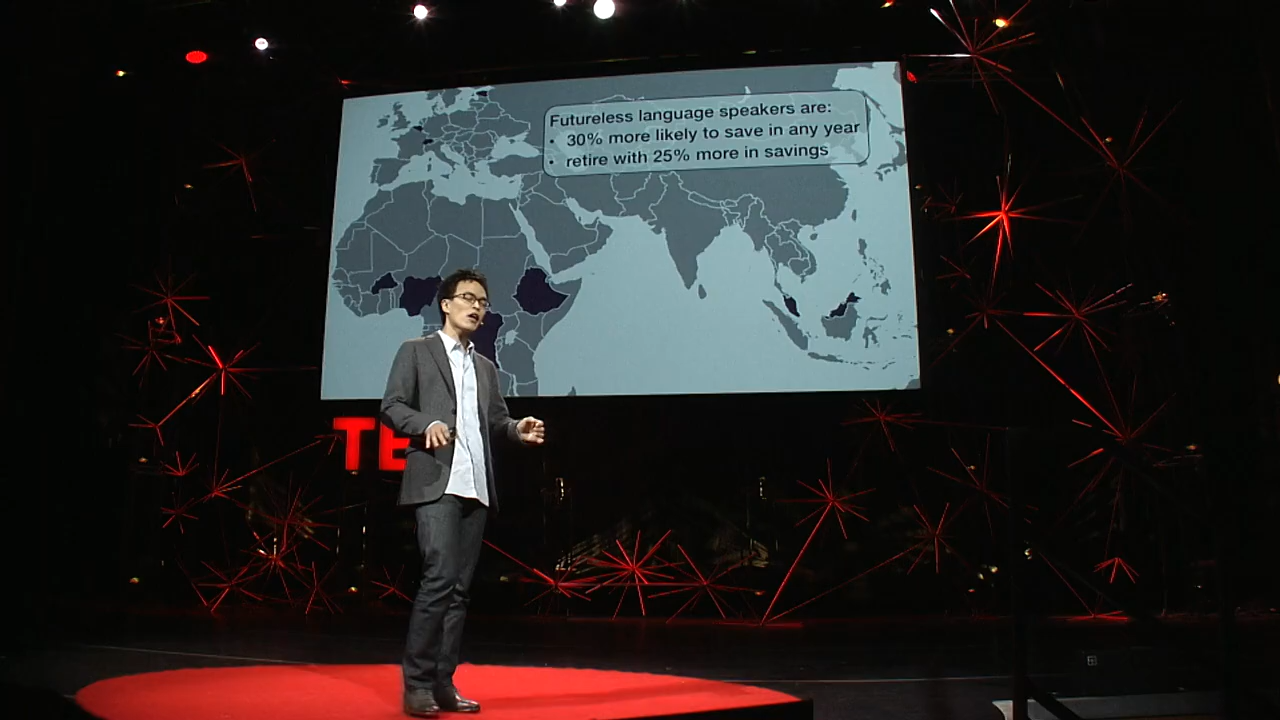 Futureless language speakers are:
• 30% more likely to save in any year
• retire with 25% more in savings
TE